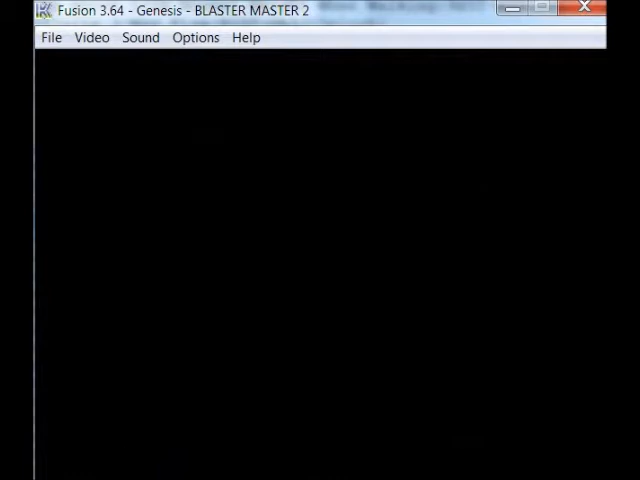 Fusion 3.64 - Genesis - BLASTER MASTER 2
File Video Sound Options Help